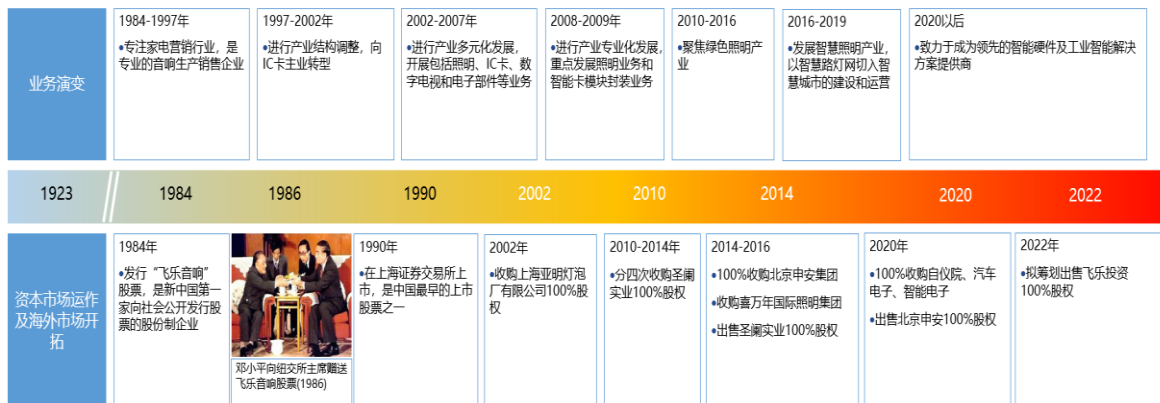 业务演变
1984-1997年
•专注家电营销行业，是
专业的音响生产销售企业
1997-2002年
•进行产业结构调整，向
IC卡主业转型
2002-2007年
•进行产业多元化发展，
开展包括照明、IC卡、数
字电视和电子部件等业务
2008-2009年
•进行产业专业化发展，
重点发展照明业务和
智能卡模块封装业务
2010-2016
•聚焦绿色照明产
业
2016-2019
•发展智慧照明产业，
以智慧路灯网切入智
慧城市的建设和运营
2020以后
•致力于成为领先的智能硬件及工业智能解决
方案提供商
1923
1984
1986
1990
2002
2010
2014
2020
2022
资本市场运作
及海外市场开
拓
1984年
•发行“飞乐音响”
股票，是新中国第一
家向社会公开发行股
票的股份制企业
邓小平向纽交所主席赠送
飞乐音响股票(1986)
1990年
•在上海证券交易所上
市，是中国最早的上市
股票之一
2002年
•收购上海亚明灯泡
厂有限公司100%股
权
2010-2014年
•分四次收购圣阑
实业100%股权
2014-2016
•100%收购北京申安集团
•收购喜万年国际照明集团
•出售圣阑实业100%股权
2020年
•100%收购自仪院、汽车
电子、智能电子
•出售北京申安100%股权
2022年
•拟筹划出售飞乐投资
100%股权